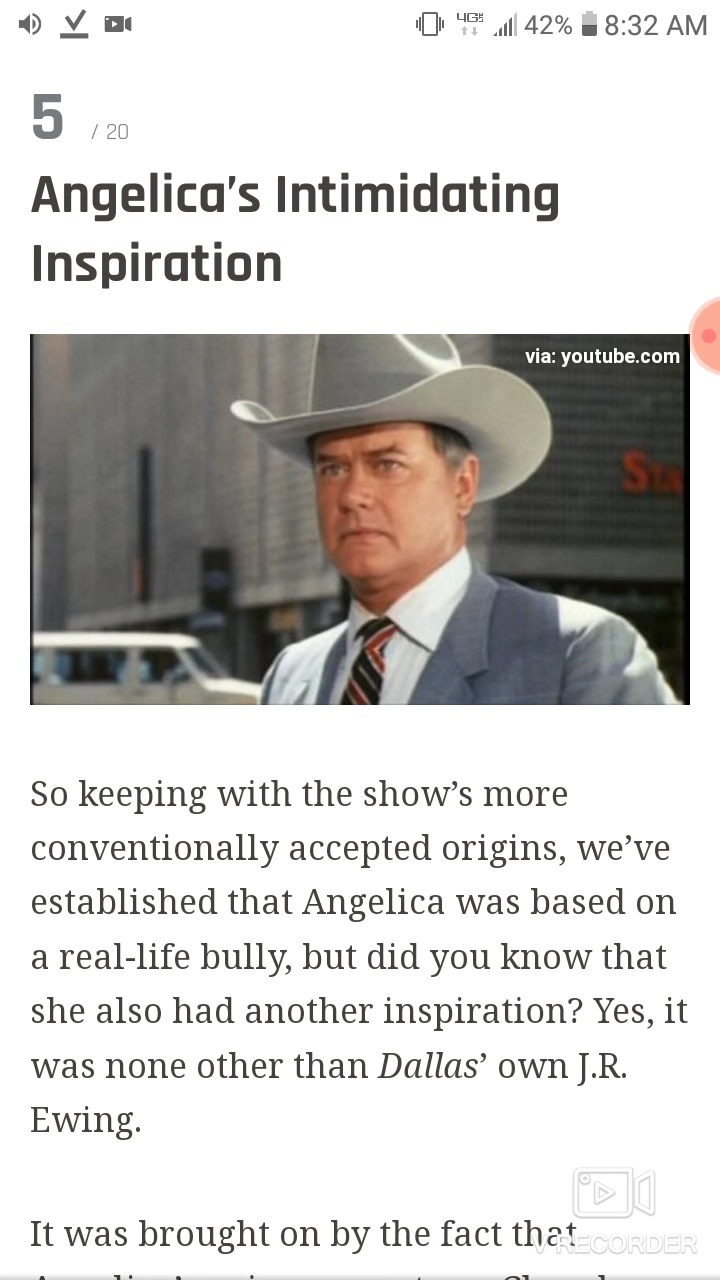 4G 42% 8:32 AM
5 / 20
Angelica’s Intimidating
Inspiration
via: youtube.com
So keeping with the show’s more
conventionally accepted origins, we’ve
established that Angelica was based on
a real-life bully, but did you know that
she also had another inspiration? Yes, it
was none other than Dallas’ own J.R.
Ewing.
It was brought on by the fact that
V RECORDER